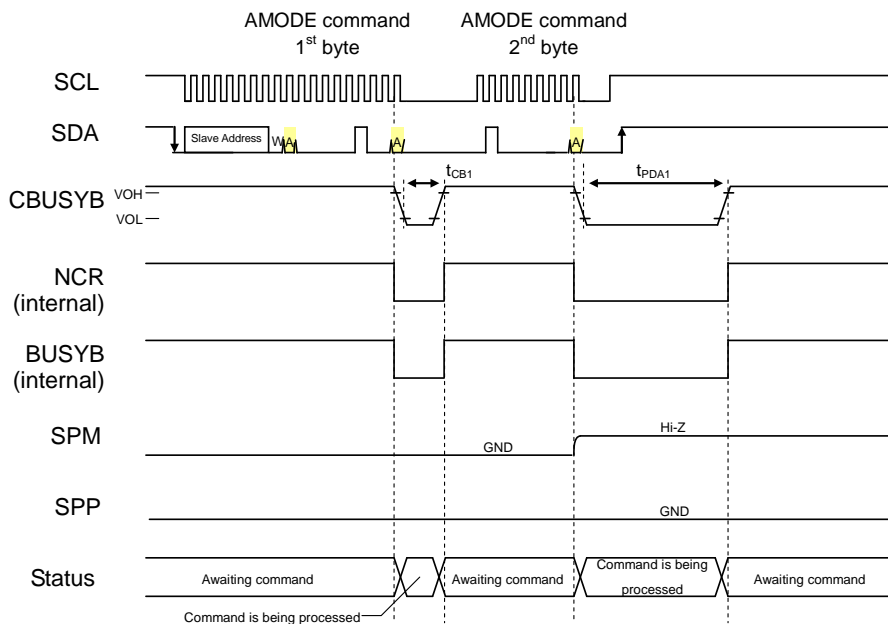 AMODE command
1st byte
AMODE command
2nd byte
SCL
SDA
Slave Address
W
A
A
A
CBUSYB
VOH
VOL
tCB1
tPDA1
NCR
(internal)
BUSYB
(internal)
SPM
GND
Hi-Z
SPP
GND
Status
Awaiting command
Awaiting command
Command is being
processed
Awaiting command
Command is being processed